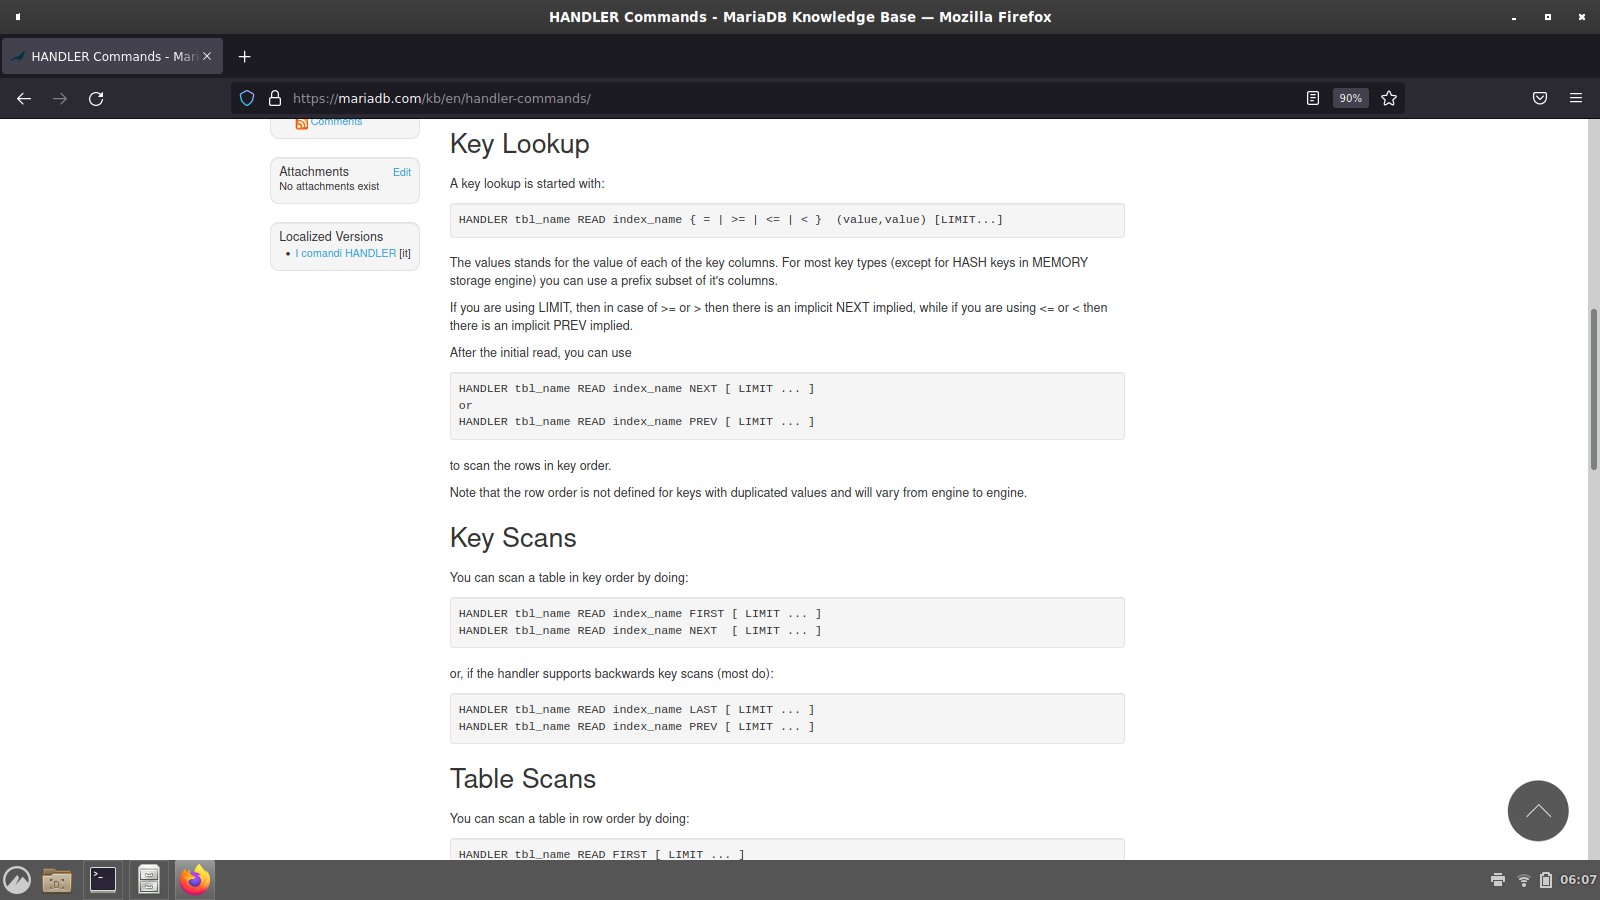 HANDLER Commands - MariaDB Knowledge Base — Mozilla Firefox
HANDLER Commands - Mari
https://mariadb.com/kb/en/handler-commands/
90%
Comments
Attachments Edit
No attachments exist
Localized Versions
• I comandi HANDLER [it]
Key Lookup
A key lookup is started with:
HANDLER tbl_name READ index_name { = | >= | <= | < }  (value,value) [LIMIT...]
The values stands for the value of each of the key columns. For most key types (except for HASH keys in MEMORY
storage engine) you can use a prefix subset of it's columns.
If you are using LIMIT, then in case of >= or > then there is an implicit NEXT implied, while if you are using <= or < then
there is an implicit PREV implied.
After the initial read, you can use
HANDLER tbl_name READ index_name NEXT [ LIMIT ... ]
or
HANDLER tbl_name READ index_name PREV [ LIMIT ... ]
to scan the rows in key order.
Note that the row order is not defined for keys with duplicated values and will vary from engine to engine.
Key Scans
You can scan a table in key order by doing:
HANDLER tbl_name READ index_name FIRST [ LIMIT ... ]
HANDLER tbl_name READ index_name NEXT  [ LIMIT ... ]
or, if the handler supports backwards key scans (most do):
HANDLER tbl_name READ index_name LAST [ LIMIT ... ]
HANDLER tbl_name READ index_name PREV [ LIMIT ... ]
Table Scans
You can scan a table in row order by doing:
HANDLER tbl_name READ FIRST [ LIMIT ... ]
06:07